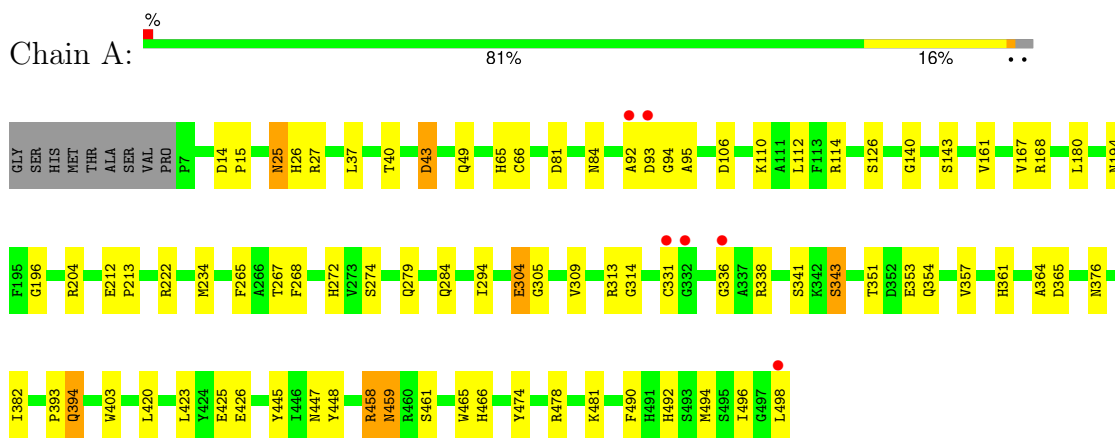 %
Chain A:
81% 16% • •
GLY SER HIS MET THR ALA SER VAL PRO P7 D14 P15 N25 H26 R27 L37 T40 D43 Q49 H65 C66 D81 N84 A92 D93 G94 A95 D106 K110 A111 L112 F113 R114 S126 G140 S143 V161 V167 R168 L180 N194
F195 G196 R204 E212 P213 R222 M234 F265 A266 T267 F268 H272 V273 S274 Q279 Q284 I294 E304 G305 V309 R313 G314 C331 G332 G336 A337 R338 S341 K342 S343 T351 D352 E353 Q354 V357 H361 A364 D365 N376
I382 P393 Q394 W403 L420 L423 Y424 E425 E426 Y445 I446 N447 Y448 R458 N459 R460 S461 W465 H466 Y474 R478 K481 F490 H491 H492 S493 M494 S495 I496 G497 L498